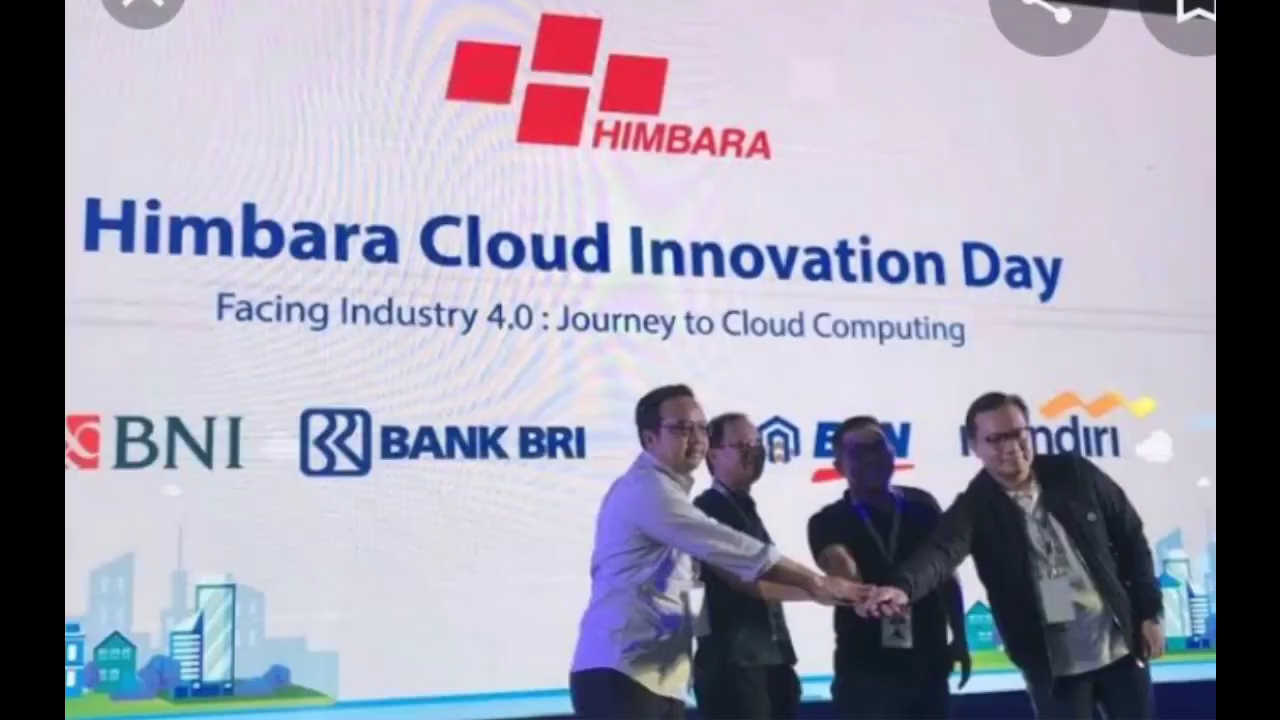 HIMBARA
Himbara Cloud Innovation Day
Facing Industry 4.0 : Journey to Cloud Computing
BNI BANK BRI